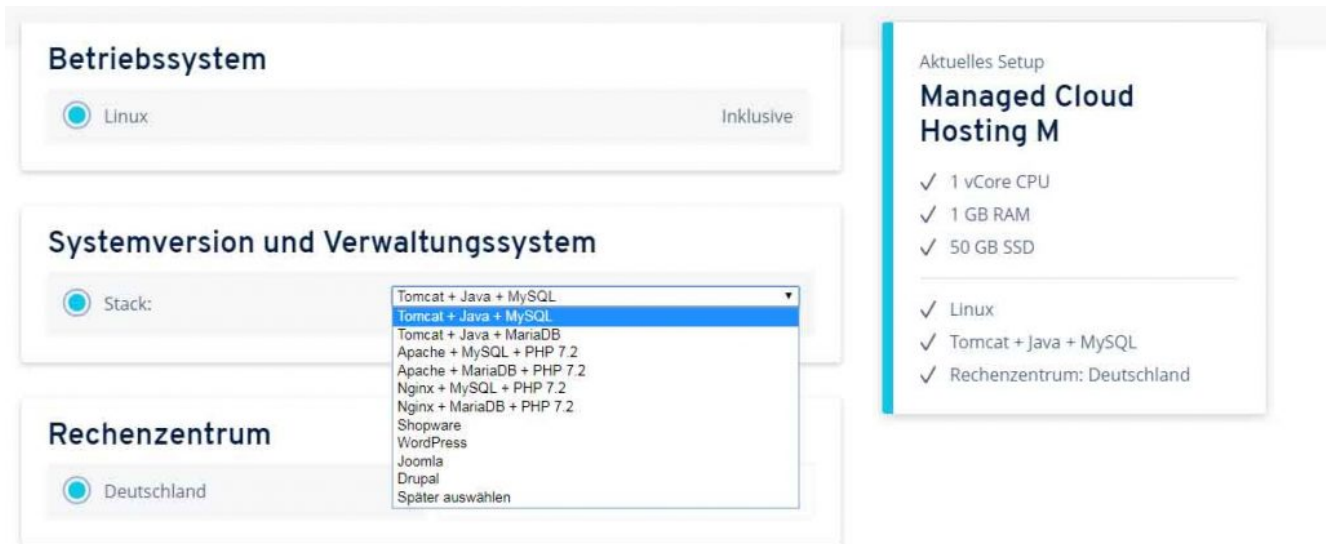 Betriebssystem
Linux Inklusive
Systemversion und Verwaltungssystem
Stack: Tomcat + Java + MySQL
Tomcat + Java + MySQL
Tomcat + Java + MariaDB
Apache + MySQL + PHP 7.2
Apache + MariaDB + PHP 7.2
Nginx + MySQL + PHP 7.2
Nginx + MariaDB + PHP 7.2
Shopware
WordPress
Joomla
Drupal
Später auswählen
Rechenzentrum
Deutschland
Aktuelles Setup
Managed Cloud
Hosting M
1 vCore CPU
1 GB RAM
50 GB SSD
Linux
Tomcat + Java + MySQL
Rechenzentrum: Deutschland